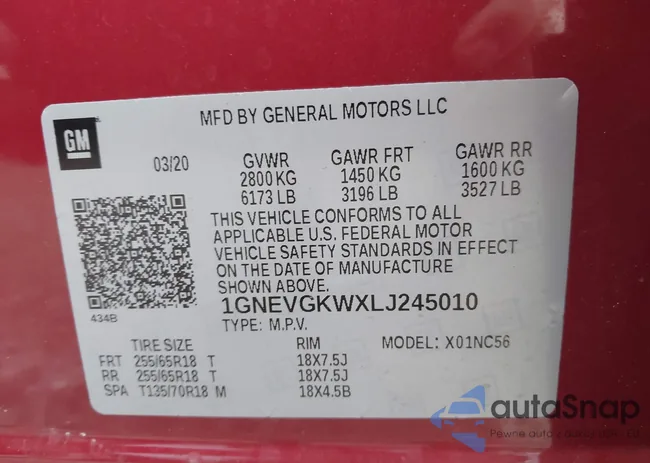 MFD BY GENERAL MOTORS LLC
GM
03/20 GVWR GAWR FRT GAWR RR
2800 KG 1450 KG 1600 KG
6173 LB 3196 LB 3527 LB
THIS VEHICLE CONFORMS TO ALL
APPLICABLE U.S. FEDERAL MOTOR
VEHICLE SAFETY STANDARDS IN EFFECT
ON THE DATE OF MANUFACTURE
SHOWN ABOVE.
434B
1GNEVGKWXLJ245010
TYPE: M.P.V.
TIRE SIZE RIM MODEL: X01NC56
FRT 255/65R18 T 18X7.5J
RR 255/65R18 T 18X7.5J
SPA T135/70R18 M 18X4.5B
autoSnap
Pewne auto z